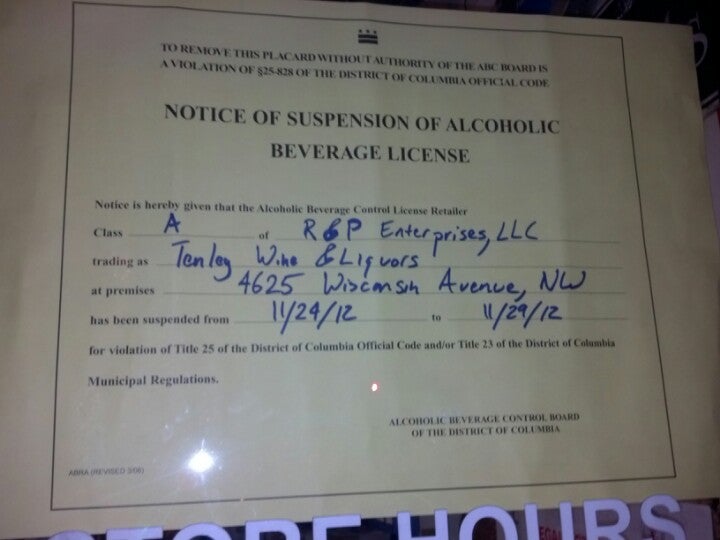 TO REMOVE THIS PLACARD WITHOUT AUTHORITY OF THE ABC BOARD IS
A VIOLATION OF §25-828 OF THE DISTRICT OF COLUMBIA OFFICIAL CODE
NOTICE OF SUSPENSION OF ALCOHOLIC
BEVERAGE LICENSE
Notice is hereby given that the Alcoholic Beverage Control License Retailer
Class A of R&P Enterprises, LLC
trading as Tenley Wine & Liquors
at premises 4625 Wisconsin Avenue, NW
has been suspended from 11/24/12 to 11/29/12
for violation of Title 25 of the District of Columbia Official Code and/or Title 23 of the District of Columbia
Municipal Regulations.
ALCOHOLIC BEVERAGE CONTROL BOARD
OF THE DISTRICT OF COLUMBIA
ABRA (REVISED 3/06)
STORE HOURS